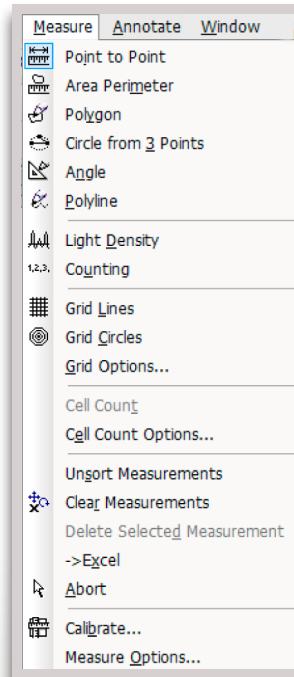 Measure Annotate Window
Point to Point
Area Perimeter
Polygon
Circle from 3 Points
Angle
Polyline
Light Density
1,2,3, Counting
Grid Lines
Grid Circles
Grid Options...
Cell Count
Cell Count Options...
Unsort Measurements
Clear Measurements
Delete Selected Measurement
->Excel
Abort
Calibrate...
Measure Options...